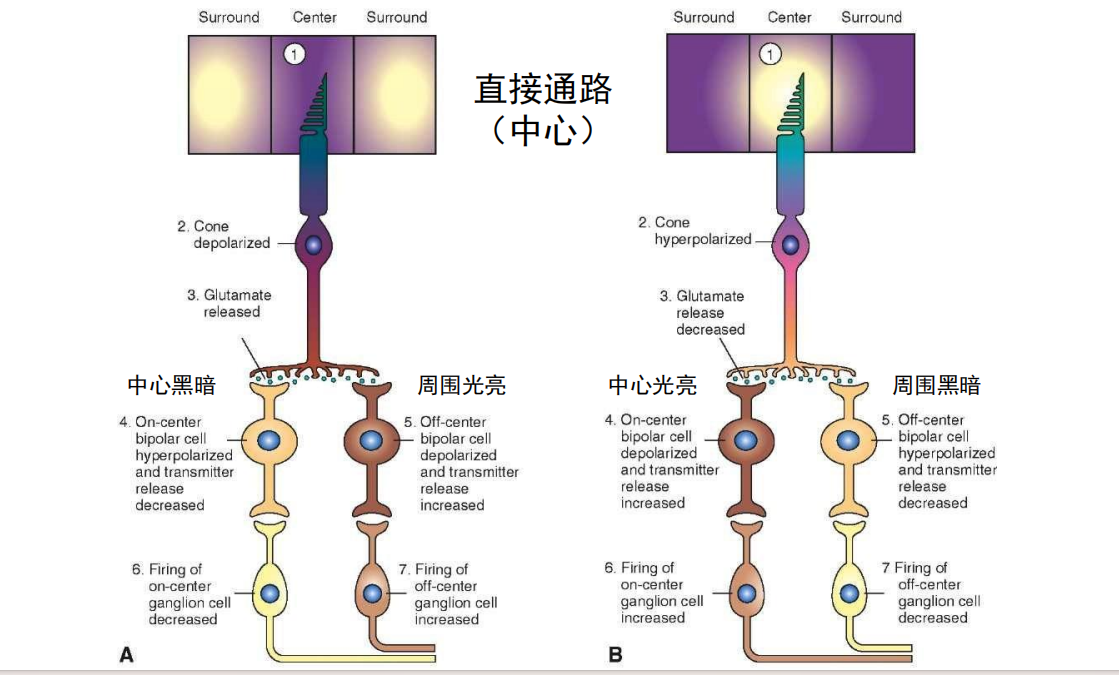 Surround Center Surround
1
直接通路
（中心）
2. Cone
depolarized
3. Glutamate
released
中心黑暗
周围光亮
4. On-center
bipolar cell
hyperpolarized
and transmitter
release
decreased
5. Off-center
bipolar cell
depolarized
and transmitter
release
increased
6. Firing of
on-center
ganglion cell
decreased
7. Firing of
off-center
ganglion cell
increased
A
Surround Center Surround
1
2. Cone
hyperpolarized
3. Glutamate
release
decreased
中心光亮
周围黑暗
4. On-center
bipolar cell
depolarized
and transmitter
release
increased
5. Off-center
bipolar cell
hyperpolarized
and transmitter
release
decreased
6. Firing of
on-center
ganglion cell
increased
7 Firing of
off-center
ganglion cell
decreased
B